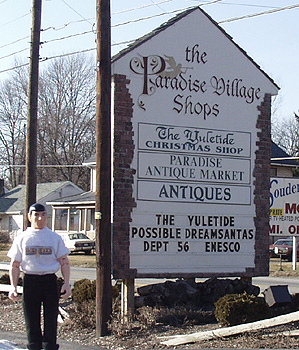 the
Paradise Village
Shops
The Yuletide
CHRISTMAS SHOP
PARADISE
ANTIQUE MARKET
ANTIQUES
THE YULETIDE
POSSIBLE DREAMSANTAS
DEPT 56 ENESCO